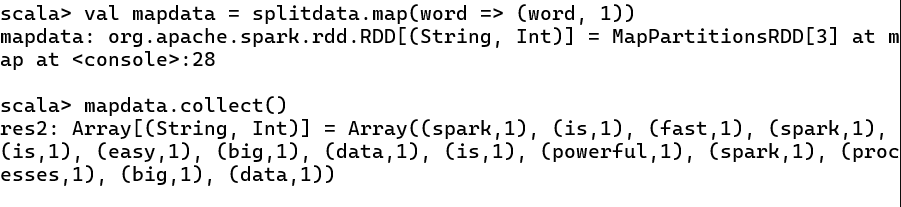 scala> val mapdata = splitdata.map(word => (word, 1))
mapdata: org.apache.spark.rdd.RDD[(String, Int)] = MapPartitionsRDD[3] at m
ap at <console>:28
scala> mapdata.collect()
res2: Array[(String, Int)] = Array((spark,1), (is,1), (fast,1), (spark,1),
(is,1), (easy,1), (big,1), (data,1), (is,1), (powerful,1), (spark,1), (proc
esses,1), (big,1), (data,1))